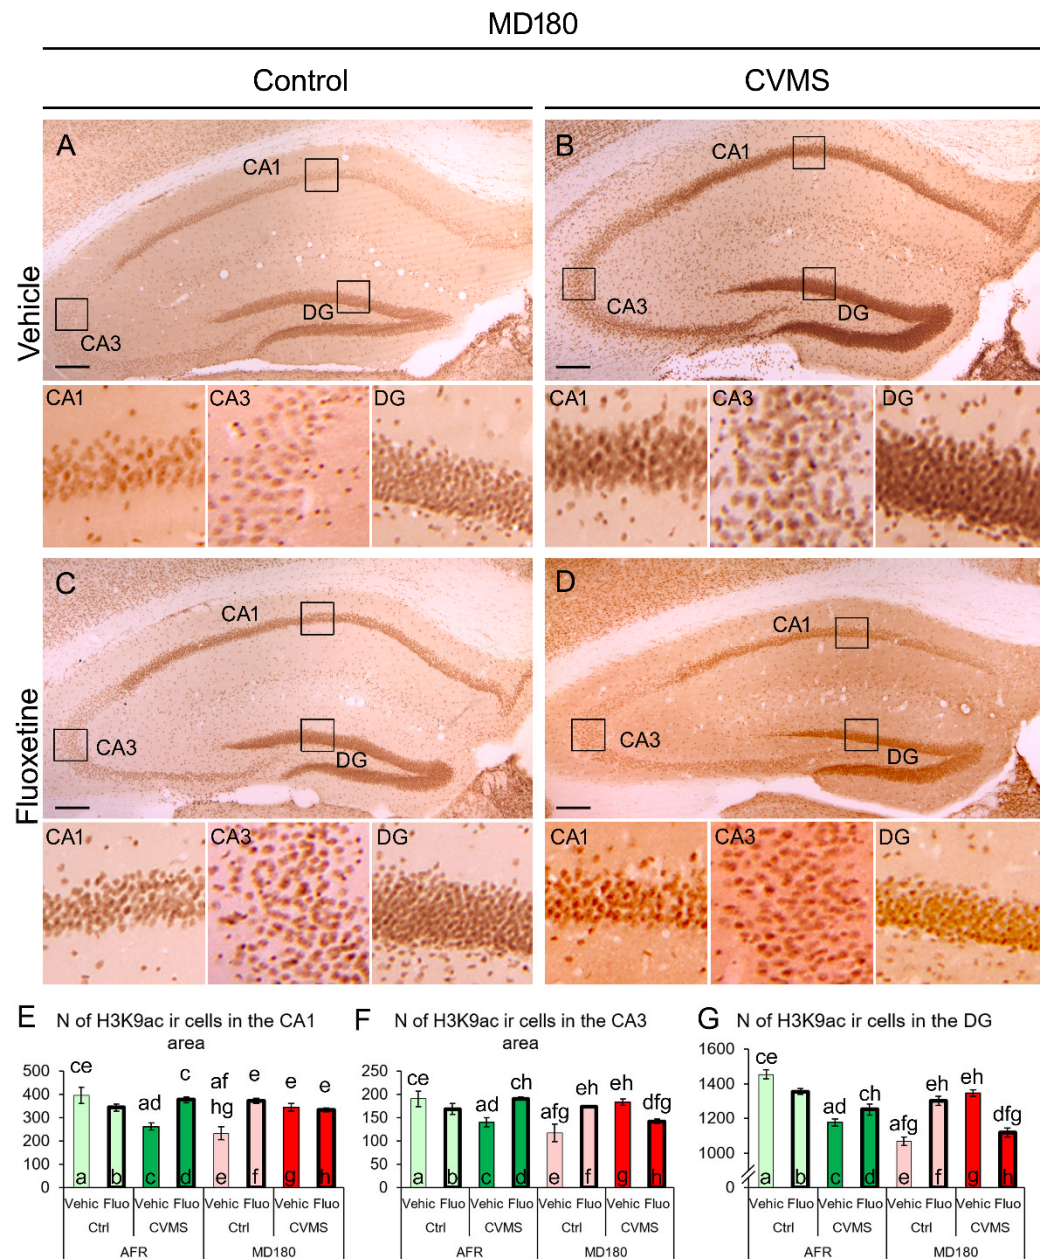 MD180
Control CVMS
Vehicle
A CA1 CA3 DG
B CA1 CA3 DG
CA1 CA3 DG CA1 CA3 DG
Fluoxetine
C CA1 CA3 DG
D CA1 CA3 DG
CA1 CA3 DG CA1 CA3 DG
E N of H3K9ac ir cells in the CA1
area
500
400
300
200
100
0
ce c af e e e
ad hg
a b c d e f g h
Vehic Fluo Vehic Fluo Vehic Fluo Vehic Fluo
Ctrl CVMS Ctrl CVMS
AFR MD180
F N of H3K9ac ir cells in the CA3
area
250
200
150
100
50
0
ce ad ch afg eh eh dfg
a b c d e f g h
Vehic Fluo Vehic Fluo Vehic Fluo Vehic Fluo
Ctrl CVMS Ctrl CVMS
AFR MD180
G N of H3K9ac ir cells in the DG
1600
1400
1200
1000
0
ce ad ch afg eh eh dfg
a b c d e f g h
Vehic Fluo Vehic Fluo Vehic Fluo Vehic Fluo
Ctrl CVMS Ctrl CVMS
AFR MD180